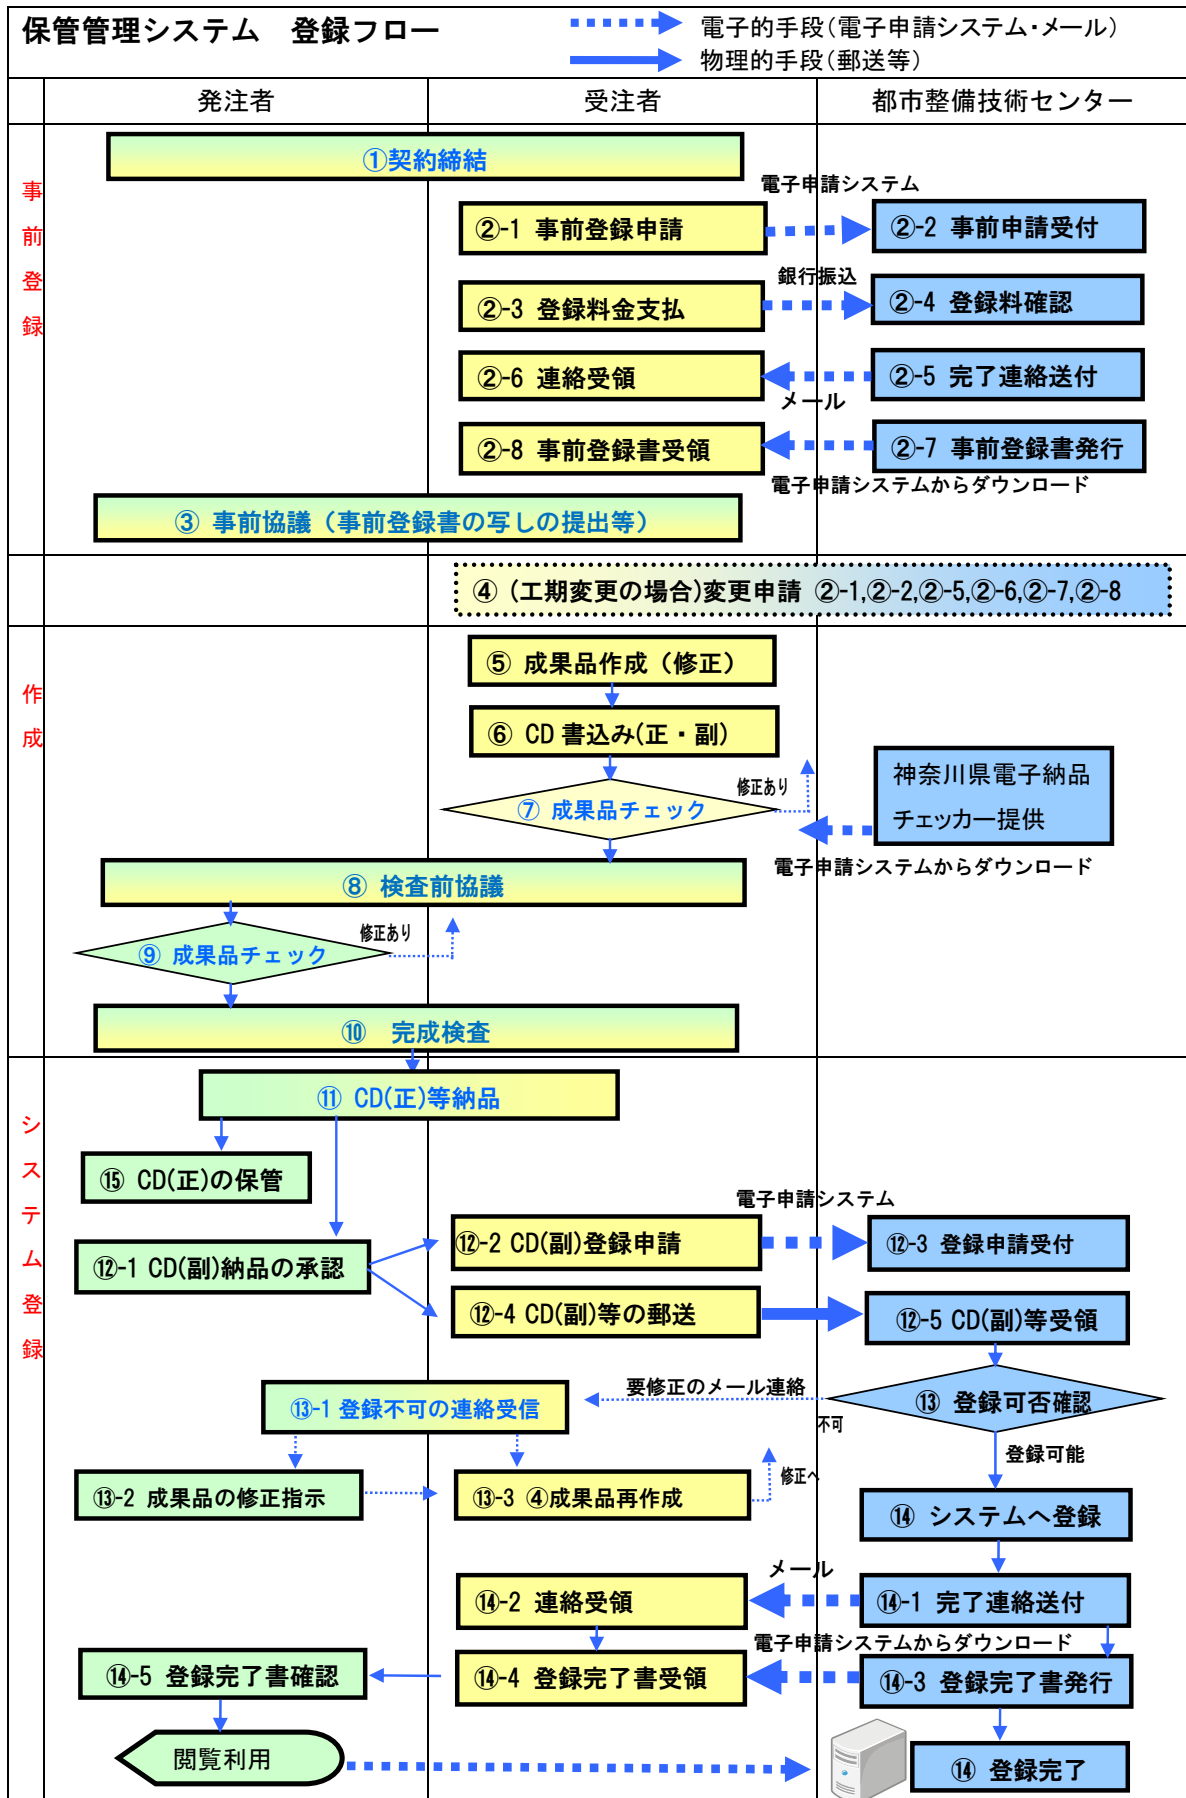 保管管理システム　登録フロー
電子的手段(電子申請システム・メール)
物理的手段(郵送等)
発注者
受注者
都市整備技術センター
事前登録
①契約締結
電子申請システム
②-1 事前登録申請
②-2 事前申請受付
銀行振込
②-3 登録料金支払
②-4 登録料確認
②-6 連絡受領
②-5 完了連絡送付
メール
②-8 事前登録書受領
②-7 事前登録書発行
電子申請システムからダウンロード
③ 事前協議（事前登録書の写しの提出等）
④ (工期変更の場合)変更申請 ②-1,②-2,②-5,②-6,②-7,②-8
作成
⑤ 成果品作成（修正）
⑥ CD 書込み(正・副)
修正あり
⑦ 成果品チェック
神奈川県電子納品
チェッカー提供
電子申請システムからダウンロード
⑧ 検査前協議
修正あり
⑨ 成果品チェック
⑩　完成検査
システム登録
⑪ CD(正)等納品
⑮ CD(正)の保管
電子申請システム
⑫-1 CD(副)納品の承認
⑫-2 CD(副)登録申請
⑫-3 登録申請受付
⑫-4 CD(副)等の郵送
⑫-5 CD(副)等受領
要修正のメール連絡
⑬ 登録可否確認
不可
⑬-1 登録不可の連絡受信
登録可能
修正へ
⑬-2 成果品の修正指示
⑬-3 ④成果品再作成
⑭ システムへ登録
メール
⑭-2 連絡受領
⑭-1 完了連絡送付
電子申請システムからダウンロード
⑭-5 登録完了書確認
⑭-4 登録完了書受領
⑭-3 登録完了書発行
閲覧利用
⑭ 登録完了